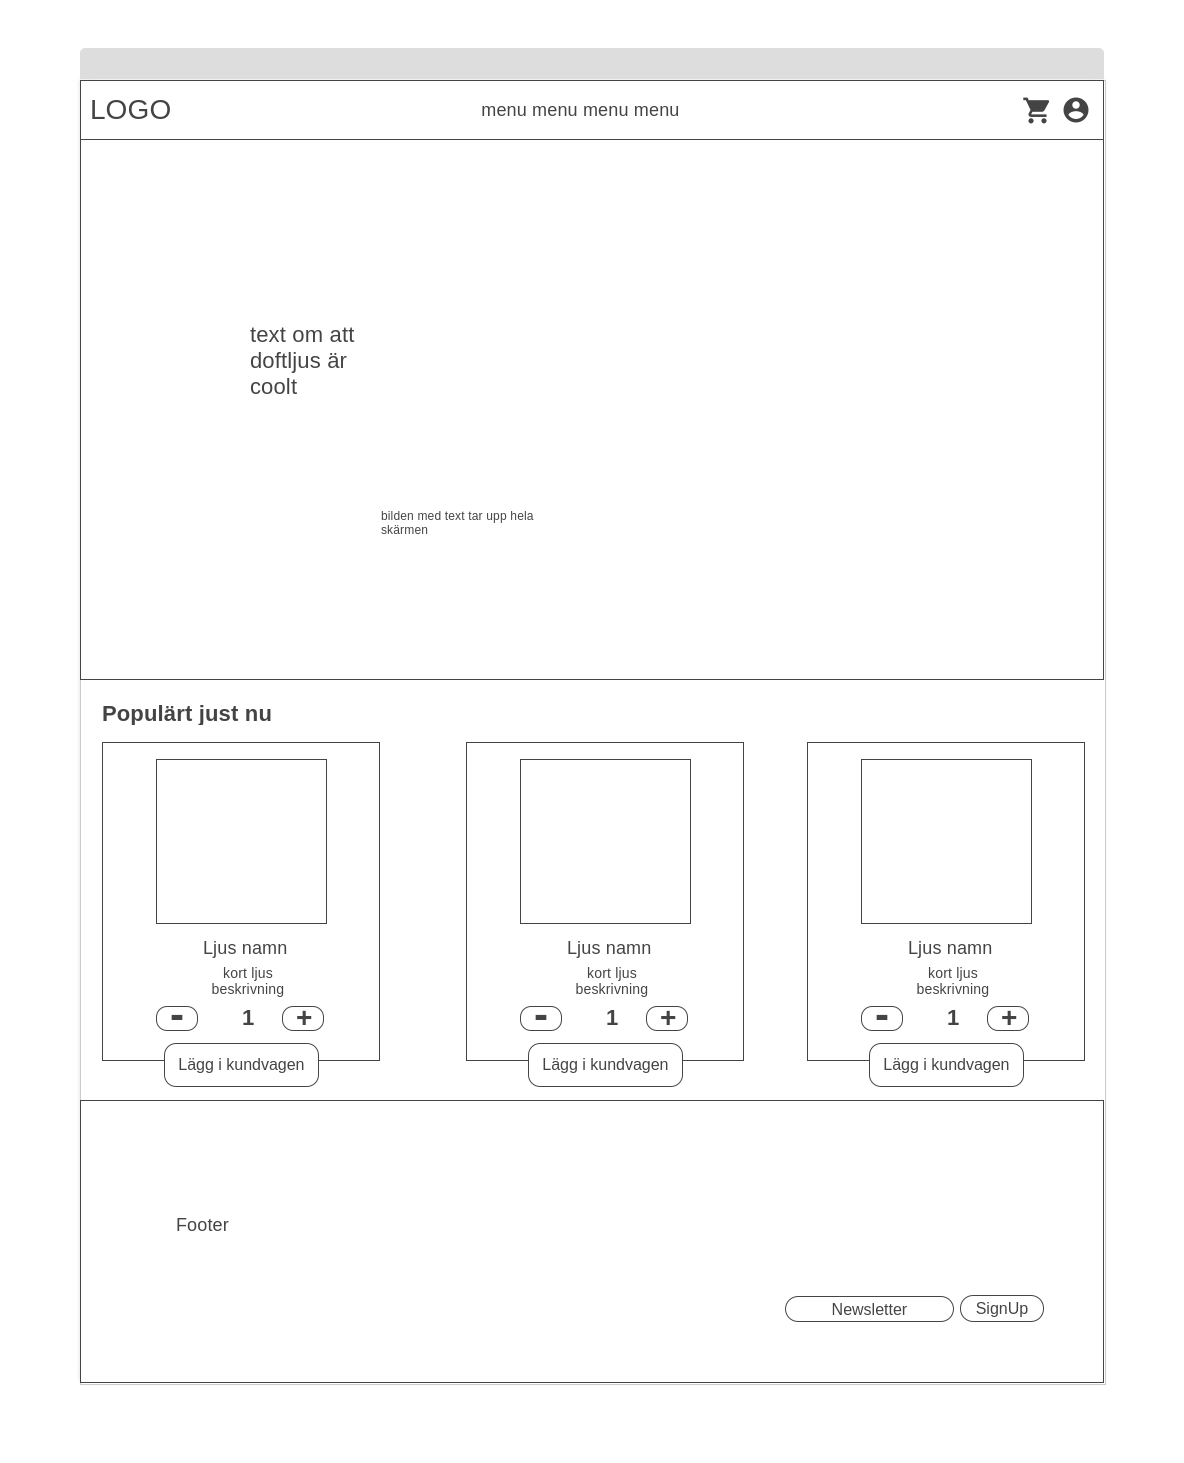 LOGO
menu menu menu menu
text om att
doftljus är
coolt
bilden med text tar upp hela
skärmen
Populärt just nu
Ljus namn
kort ljus
beskrivning
- 1 +
Lägg i kundvagen
Ljus namn
kort ljus
beskrivning
- 1 +
Lägg i kundvagen
Ljus namn
kort ljus
beskrivning
- 1 +
Lägg i kundvagen
Footer
Newsletter
SignUp